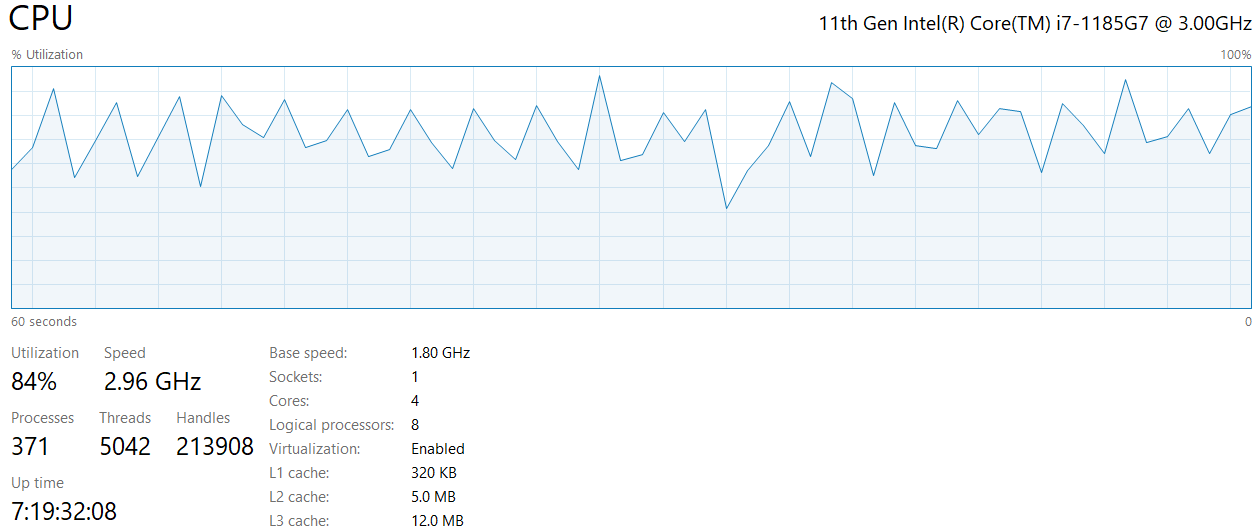 CPU
11th Gen Intel(R) Core(TM) i7-1185G7 @ 3.00GHz
% Utilization
100%
60 seconds
0
Utilization Speed
84% 2.96 GHz
Processes Threads Handles
371 5042 213908
Up time
7:19:32:08
Base speed: 1.80 GHz
Sockets: 1
Cores: 4
Logical processors: 8
Virtualization: Enabled
L1 cache: 320 KB
L2 cache: 5.0 MB
L3 cache: 12.0 MB